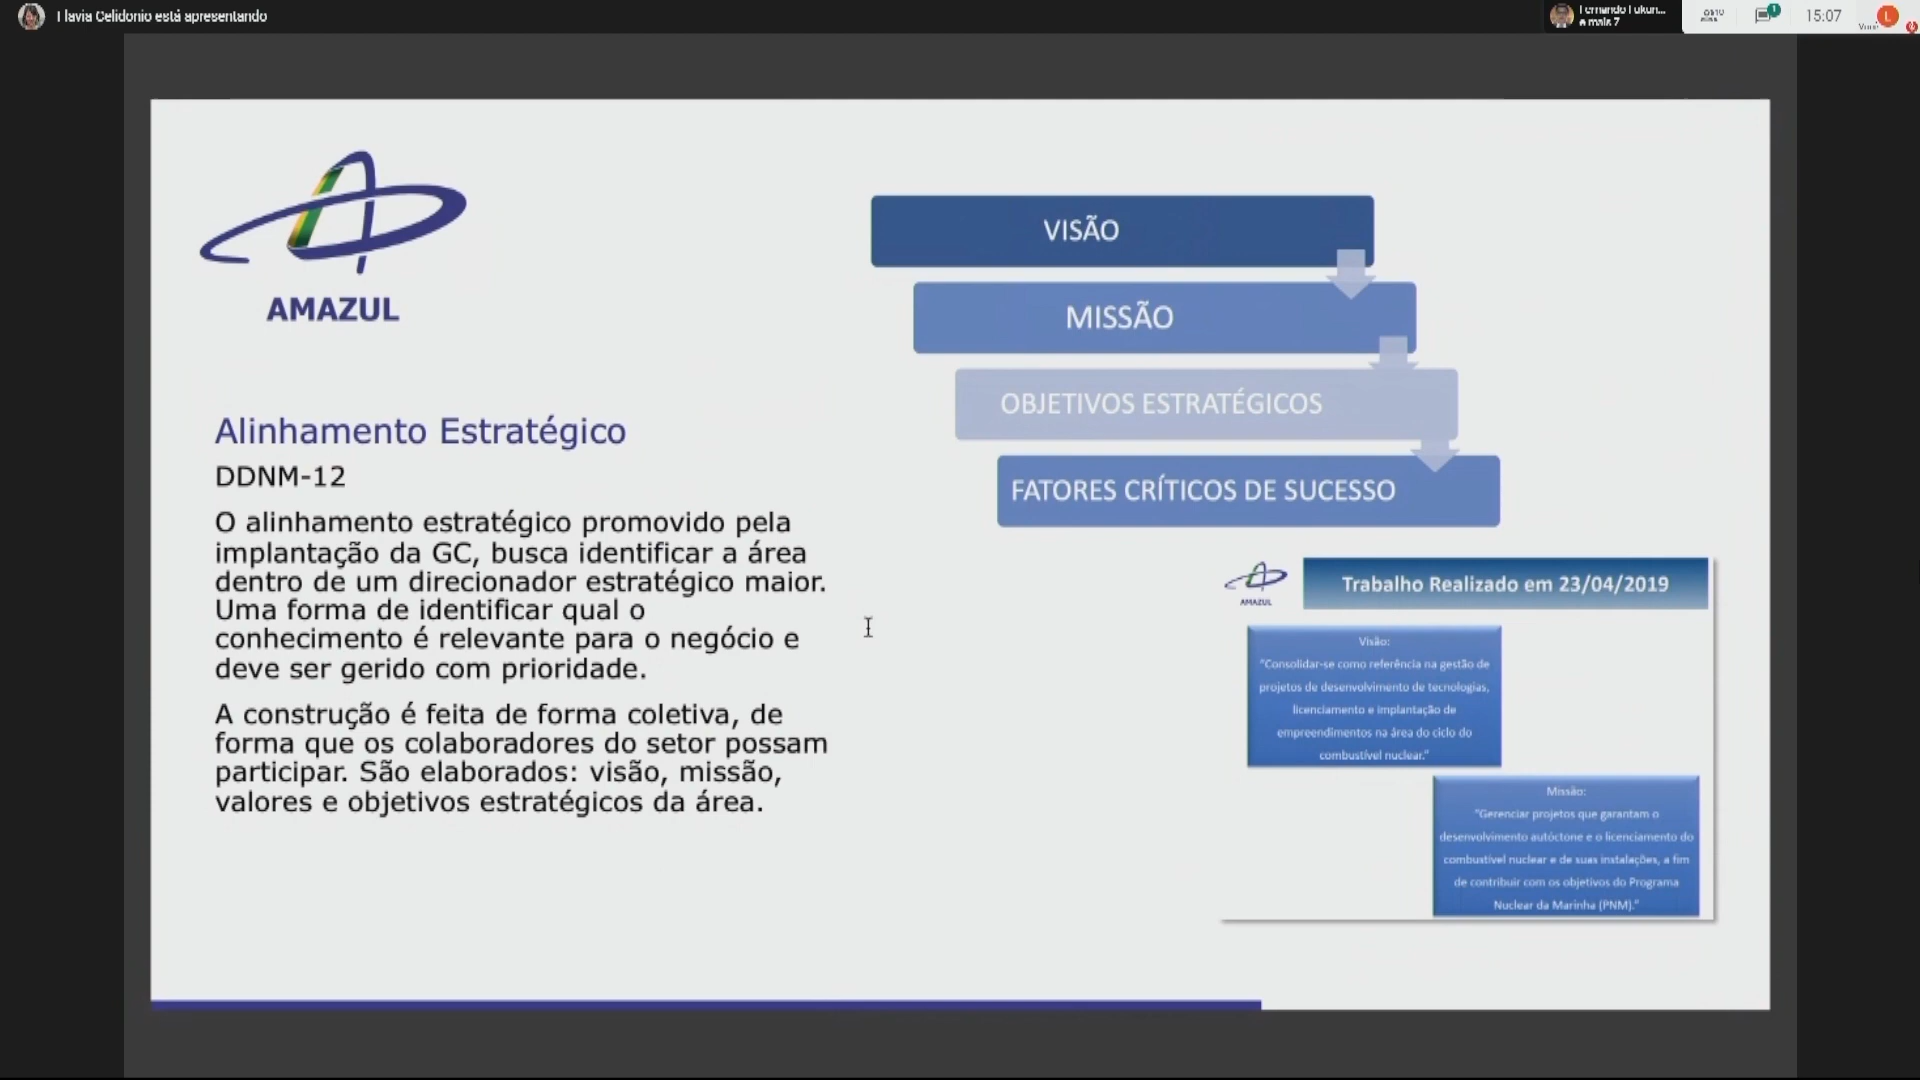 Flavia Celidonio está apresentando
e mais 7
15:07
L
AMAZUL
VISÃO
MISSÃO
OBJETIVOS ESTRATÉGICOS
FATORES CRÍTICOS DE SUCESSO
Alinhamento Estratégico
DDNM-12
O alinhamento estratégico promovido pela
implantação da GC, busca identificar a área
dentro de um direcionador estratégico maior.
Uma forma de identificar qual o
conhecimento é relevante para o negócio e
deve ser gerido com prioridade.
A construção é feita de forma coletiva, de
forma que os colaboradores do setor possam
participar. São elaborados: visão, missão,
valores e objetivos estratégicos da área.
AMAZUL
Trabalho Realizado em 23/04/2019
Visão:
"Consolidar-se como referência na gestão de
projetos de desenvolvimento de tecnologias,
licenciamento e implantação de
empreendimentos na área do ciclo do
combustível nuclear."
Missão:
"Gerenciar projetos que garantam o
desenvolvimento autóctone e o licenciamento do
combustível nuclear e de suas instalações, a fim
de contribuir com os objetivos do Programa
Nuclear da Marinha (PNM)."